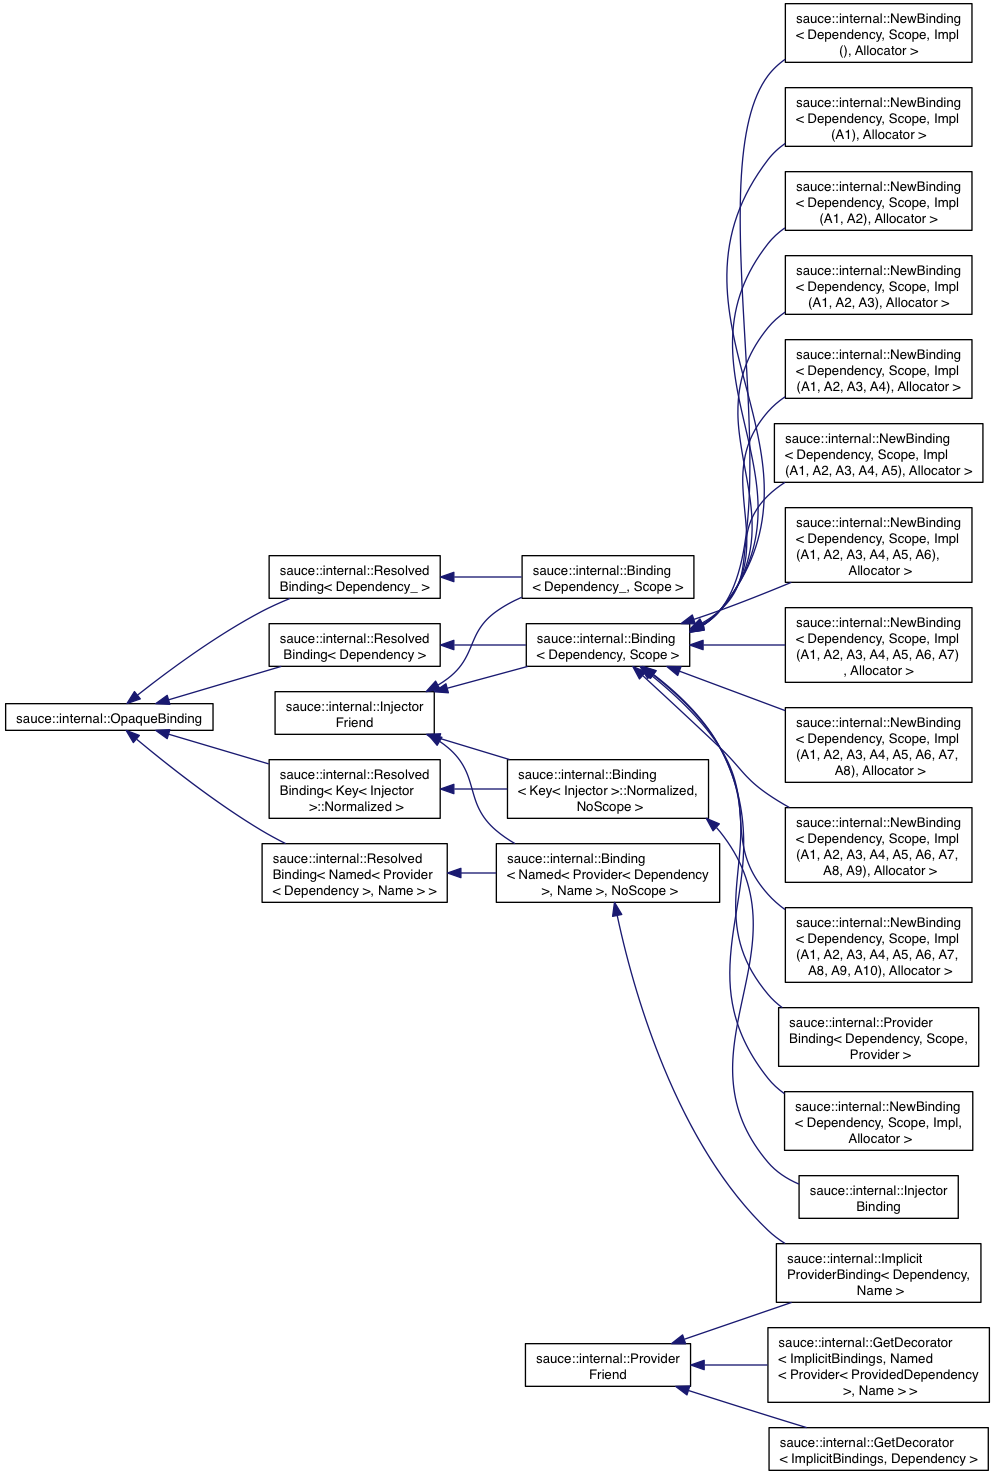 sauce::internal::NewBinding
< Dependency, Scope, Impl
(), Allocator >
sauce::internal::NewBinding
< Dependency, Scope, Impl
(A1), Allocator >
sauce::internal::NewBinding
< Dependency, Scope, Impl
(A1, A2), Allocator >
sauce::internal::NewBinding
< Dependency, Scope, Impl
(A1, A2, A3), Allocator >
sauce::internal::NewBinding
< Dependency, Scope, Impl
(A1, A2, A3, A4), Allocator >
sauce::internal::NewBinding
< Dependency, Scope, Impl
(A1, A2, A3, A4, A5), Allocator >
sauce::internal::NewBinding
< Dependency, Scope, Impl
(A1, A2, A3, A4, A5, A6),
Allocator >
sauce::internal::Resolved
Binding< Dependency_ >
sauce::internal::Binding
< Dependency_, Scope >
sauce::internal::Resolved
Binding< Dependency >
sauce::internal::Binding
< Dependency, Scope >
sauce::internal::NewBinding
< Dependency, Scope, Impl
(A1, A2, A3, A4, A5, A6, A7)
, Allocator >
sauce::internal::OpaqueBinding
sauce::internal::Injector
Friend
sauce::internal::NewBinding
< Dependency, Scope, Impl
(A1, A2, A3, A4, A5, A6, A7,
A8), Allocator >
sauce::internal::Resolved
Binding< Key< Injector
>::Normalized >
sauce::internal::Binding
< Key< Injector >::Normalized,
NoScope >
sauce::internal::NewBinding
< Dependency, Scope, Impl
(A1, A2, A3, A4, A5, A6, A7,
A8, A9), Allocator >
sauce::internal::Resolved
Binding< Named< Provider
< Dependency >, Name > >
sauce::internal::Binding
< Named< Provider< Dependency
>, Name >, NoScope >
sauce::internal::NewBinding
< Dependency, Scope, Impl
(A1, A2, A3, A4, A5, A6, A7,
A8, A9, A10), Allocator >
sauce::internal::Provider
Binding< Dependency, Scope,
Provider >
sauce::internal::NewBinding
< Dependency, Scope, Impl,
Allocator >
sauce::internal::Injector
Binding
sauce::internal::Implicit
ProviderBinding< Dependency,
Name >
sauce::internal::Provider
Friend
sauce::internal::GetDecorator
< ImplicitBindings, Named
< Provider< ProvidedDependency
>, Name > >
sauce::internal::GetDecorator
< ImplicitBindings, Dependency >